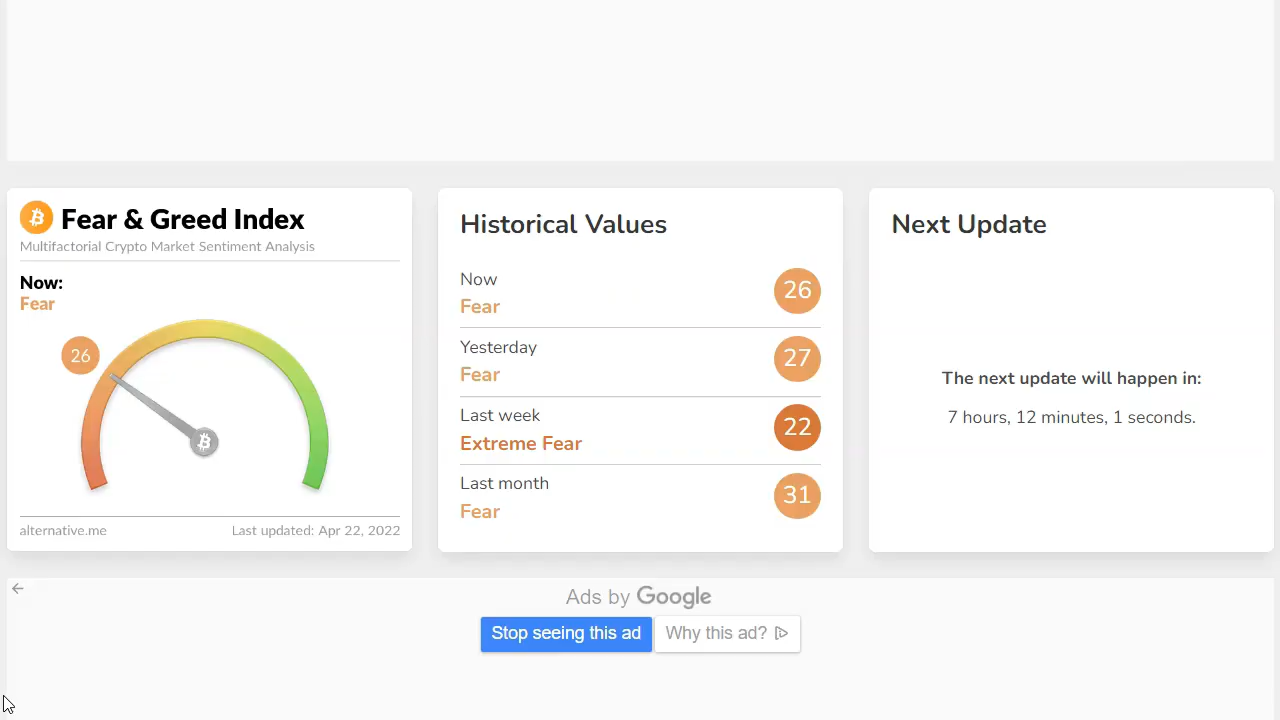 Fear & Greed Index
Multifactorial Crypto Market Sentiment Analysis
Now:
Fear
26
alternative.me
Last updated: Apr 22, 2022
Historical Values
Now
Fear
26
Yesterday
Fear
27
Last week
Extreme Fear
22
Last month
Fear
31
Next Update
The next update will happen in:
7 hours, 12 minutes, 1 seconds.
Ads by Google
Stop seeing this ad
Why this ad?